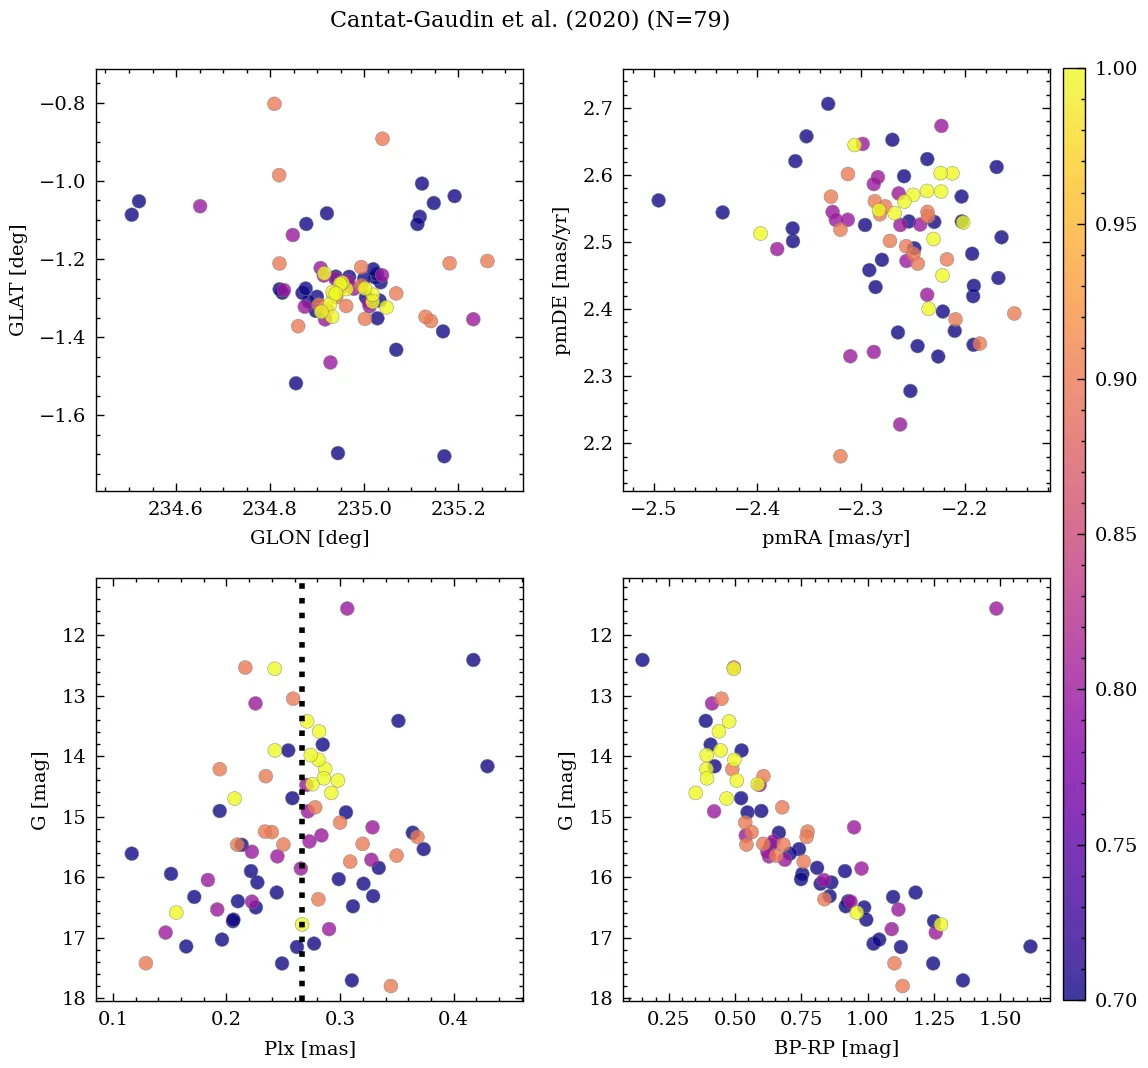 Cantat-Gaudin et al. (2020) (N=79)
−0.8
−1.0
−1.2
−1.4
−1.6
GLAT [deg]
234.6 234.8 235.0 235.2
GLON [deg]
2.7
2.6
2.5
2.4
2.3
2.2
pmDE [mas/yr]
−2.5 −2.4 −2.3 −2.2
pmRA [mas/yr]
12
13
14
15
16
17
18
G [mag]
0.1 0.2 0.3 0.4
Plx [mas]
12
13
14
15
16
17
18
G [mag]
0.25 0.50 0.75 1.00 1.25 1.50
BP-RP [mag]
1.00
0.95
0.90
0.85
0.80
0.75
0.70